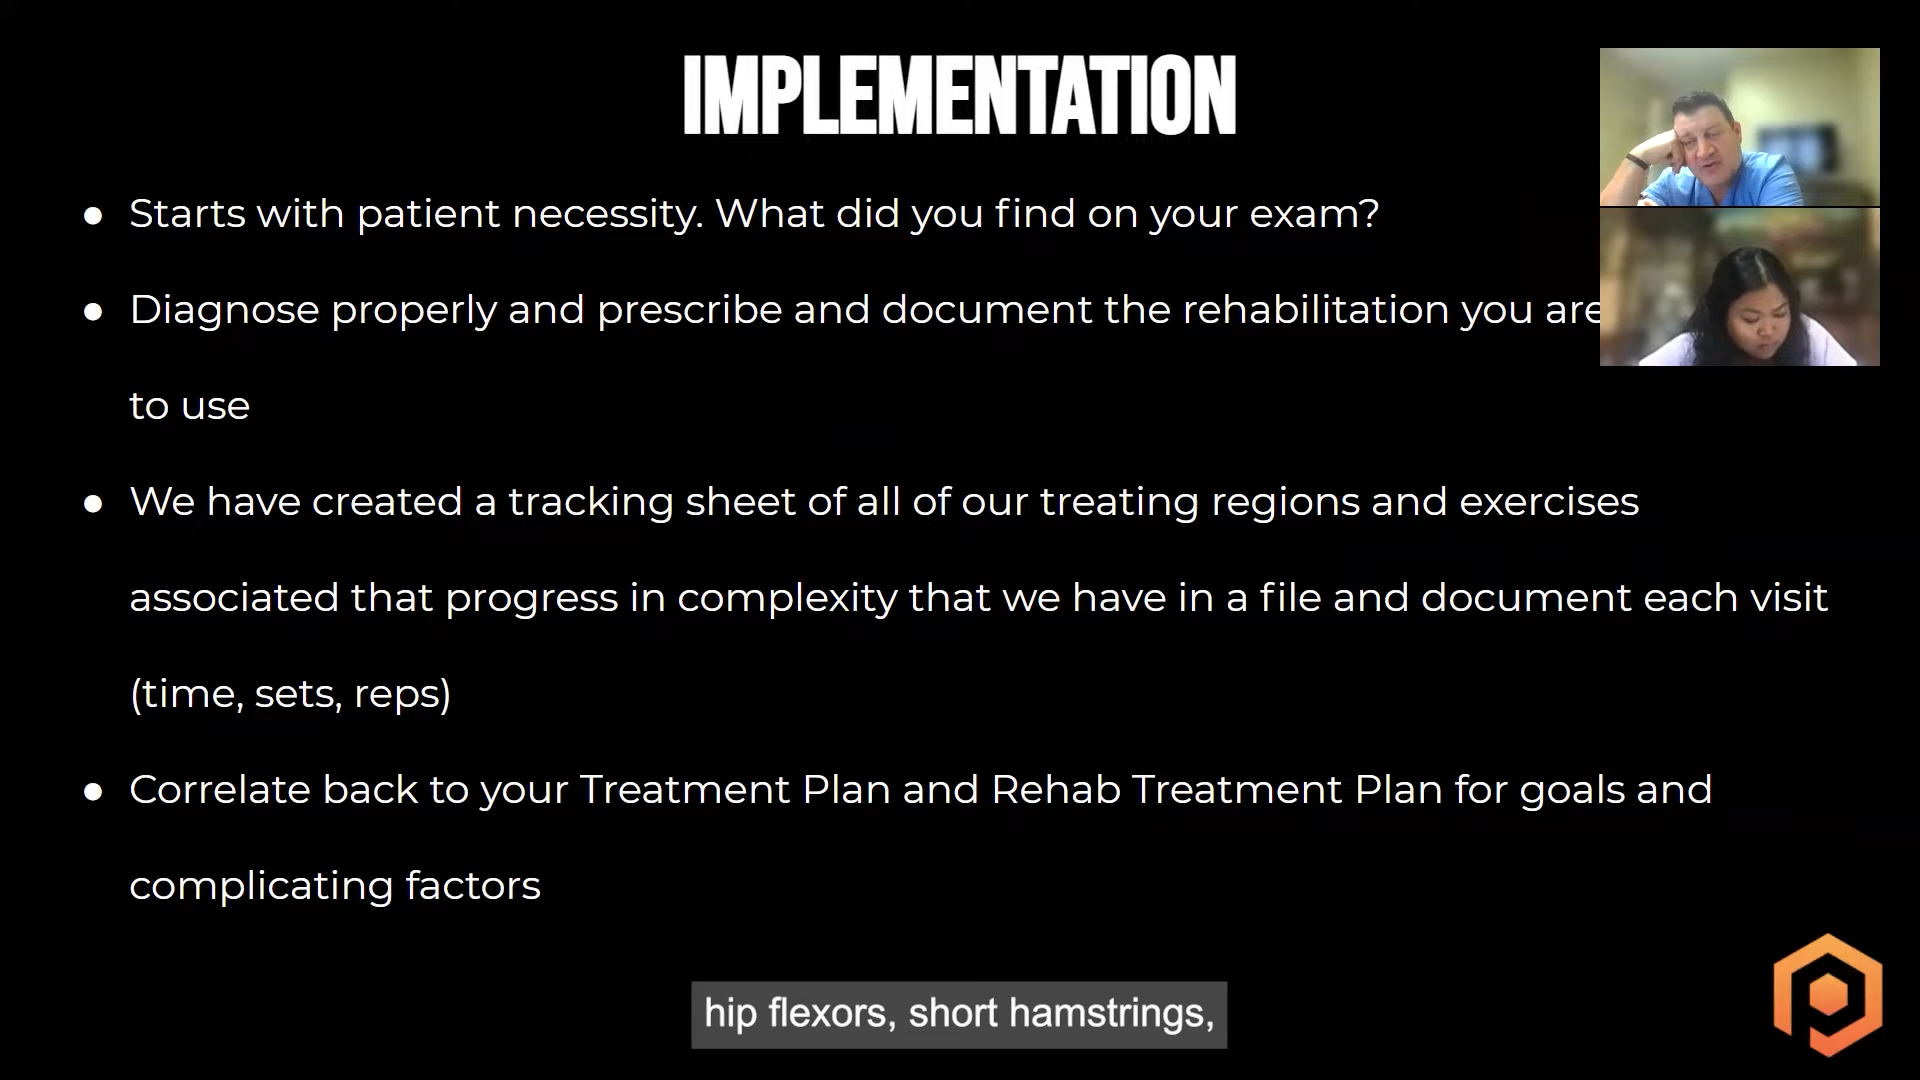 IMPLEMENTATION
● Starts with patient necessity. What did you find on your exam?
● Diagnose properly and prescribe and document the rehabilitation you are
to use
● We have created a tracking sheet of all of our treating regions and exercises
associated that progress in complexity that we have in a file and document each visit
(time, sets, reps)
● Correlate back to your Treatment Plan and Rehab Treatment Plan for goals and
complicating factors
hip flexors, short hamstrings,